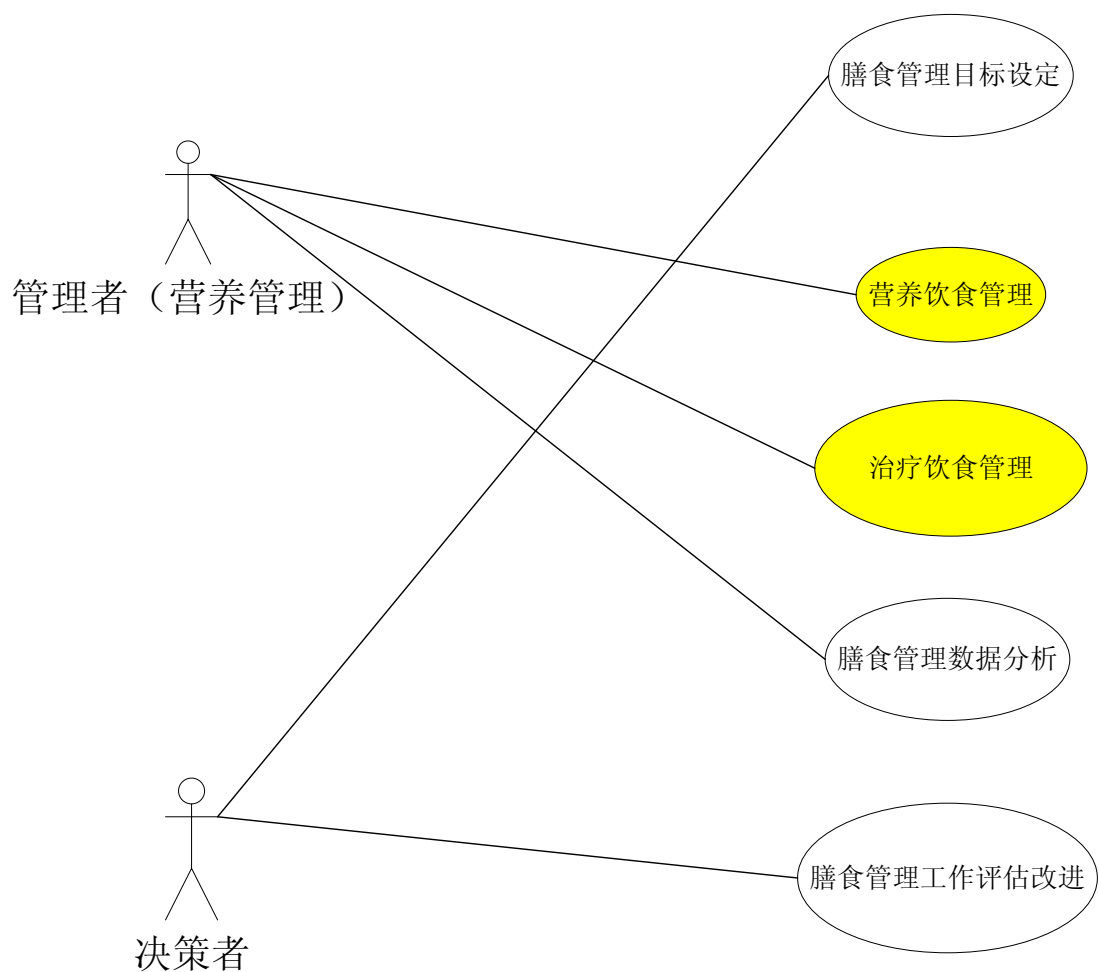 膳食管理目标设定
管理者（营养管理）
营养饮食管理
治疗饮食管理
膳食管理数据分析
膳食管理工作评估改进
决策者